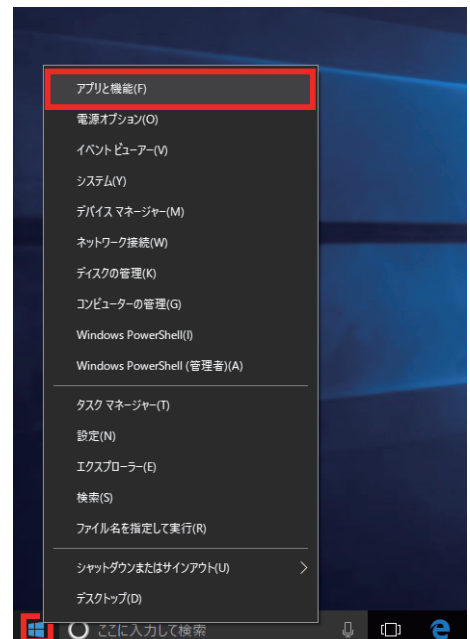 アプリと機能(F)
電源オプション(O)
イベント ビューアー(V)
システム(Y)
デバイス マネージャー(M)
ネットワーク接続(W)
ディスクの管理(K)
コンピューターの管理(G)
Windows PowerShell(I)
Windows PowerShell (管理者)(A)
タスク マネージャー(T)
設定(N)
エクスプローラー(E)
検索(S)
ファイル名を指定して実行(R)
シャットダウンまたはサインアウト(U)
デスクトップ(D)
ここに入力して検索